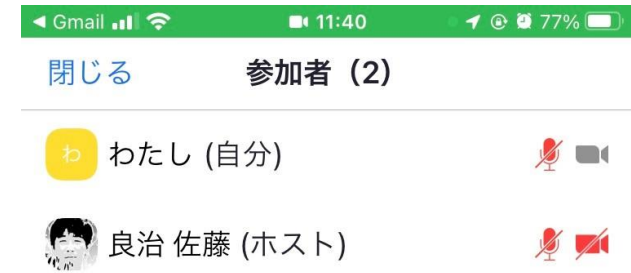 ◀ Gmail 11:40 77%
閉じる 参加者（2）
わ わたし (自分)
良治 佐藤 (ホスト)